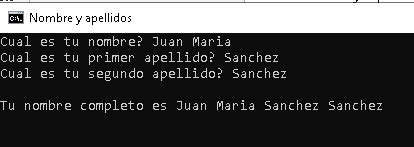 Nombre y apellidos
Cual es tu nombre? Juan Maria
Cual es tu primer apellido? Sanchez
Cual es tu segundo apellido? Sanchez
Tu nombre completo es Juan Maria Sanchez Sanchez